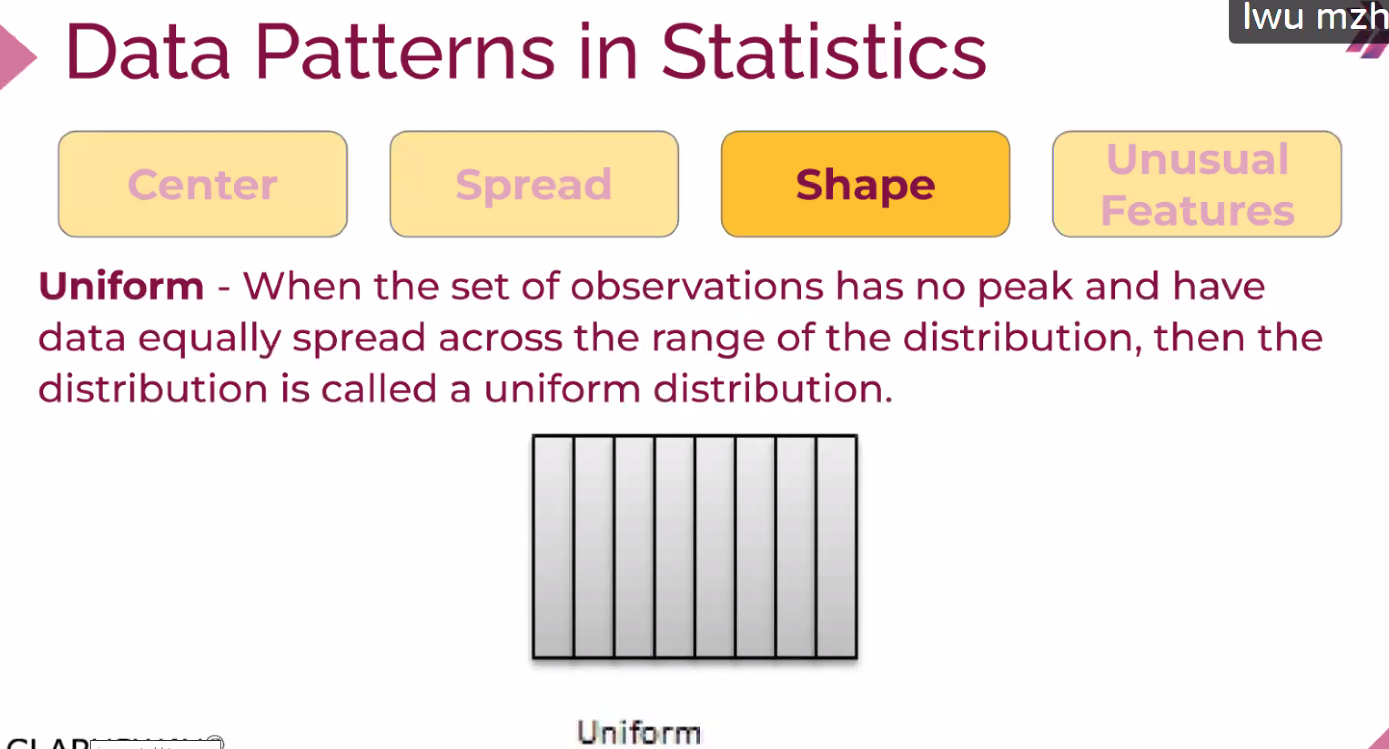 lwu mzh
Data Patterns in Statistics
Center
Spread
Shape
Unusual
Features
Uniform - When the set of observations has no peak and have
data equally spread across the range of the distribution, then the
distribution is called a uniform distribution.
Uniform